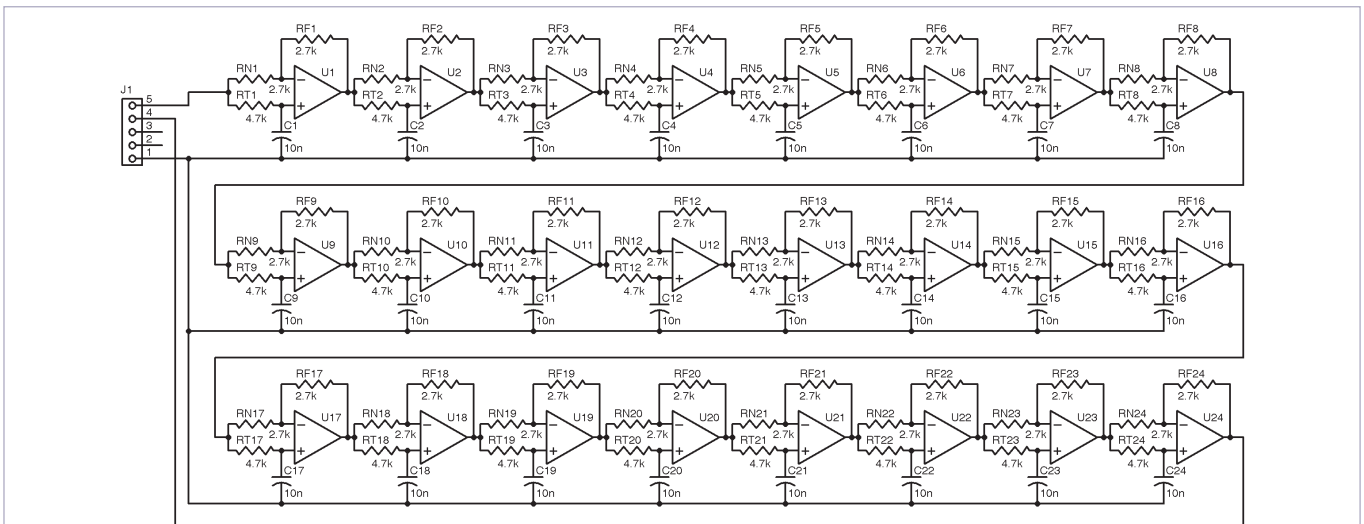 RF1 RF2 RF3 RF4 RF5 RF6 RF7 RF8
2.7k 2.7k 2.7k 2.7k 2.7k 2.7k 2.7k 2.7k
RN1 U1 RN2 U2 RN3 U3 RN4 U4 RN5 U5 RN6 U6 RN7 U7 RN8 U8
2.7k 2.7k 2.7k 2.7k 2.7k 2.7k 2.7k 2.7k
J1
RT1 RT2 RT3 RT4 RT5 RT6 RT7 RT8
5
4.7k 4.7k 4.7k 4.7k 4.7k 4.7k 4.7k 4.7k
4
C1 C2 C3 C4 C5 C6 C7 C8
3
2
10n 10n 10n 10n 10n 10n 10n 10n
1
RF9 RF10 RF11 RF12 RF13 RF14 RF15 RF16
2.7k 2.7k 2.7k 2.7k 2.7k 2.7k 2.7k 2.7k
RN9 U9 RN10 U10 RN11 U11 RN12 U12 RN13 U13 RN14 U14 RN15 U15 RN16 U16
2.7k 2.7k 2.7k 2.7k 2.7k 2.7k 2.7k 2.7k
RT9 RT10 RT11 RT12 RT13 RT14 RT15 RT16
4.7k 4.7k 4.7k 4.7k 4.7k 4.7k 4.7k 4.7k
C9 C10 C11 C12 C13 C14 C15 C16
10n 10n 10n 10n 10n 10n 10n 10n
RF17 RF18 RF19 RF20 RF21 RF22 RF23 RF24
2.7k 2.7k 2.7k 2.7k 2.7k 2.7k 2.7k 2.7k
RN17 U17 RN18 U18 RN19 U19 RN20 U20 RN21 U21 RN22 U22 RN23 U23 RN24 U24
2.7k 2.7k 2.7k 2.7k 2.7k 2.7k 2.7k 2.7k
RT17 RT18 RT19 RT20 RT21 RT22 RT23 RT24
4.7k 4.7k 4.7k 4.7k 4.7k 4.7k 4.7k 4.7k
C17 C18 C19 C20 C21 C22 C23 C24
10n 10n 10n 10n 10n 10n 10n 10n